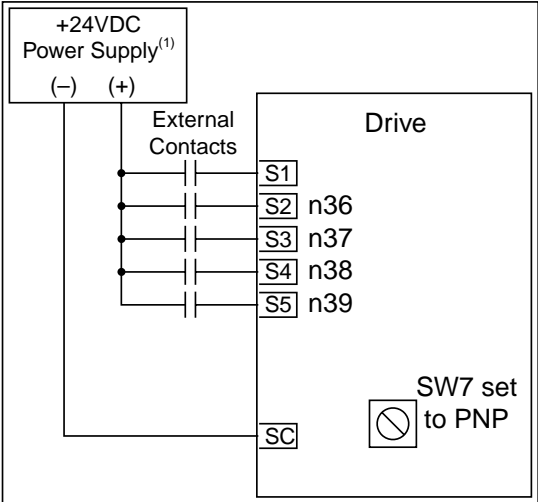 +24VDC
Power Supply(1)
(–) (+)
External
Contacts
Drive
S1
S2 n36
S3 n37
S4 n38
S5 n39
SW7 set
to PNP
SC